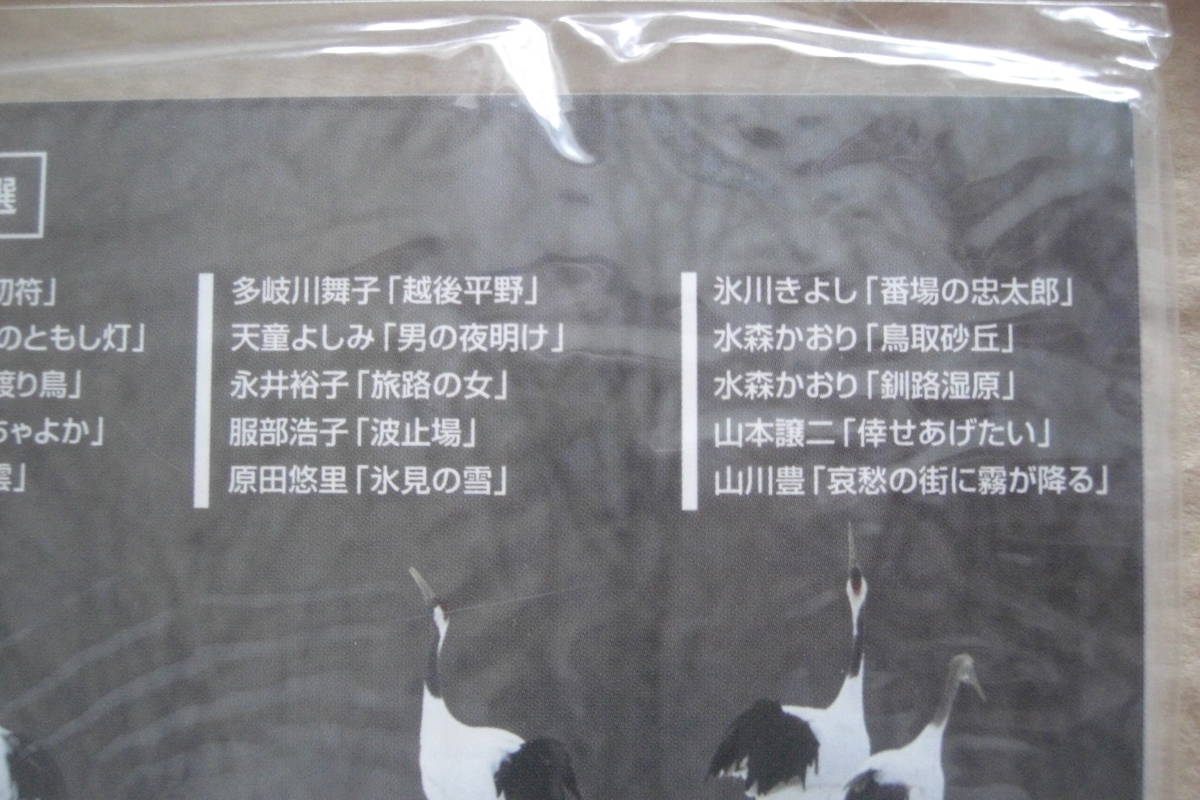 選
切符」
のともし灯」
渡り鳥」
ちゃよか」
雲」
多岐川舞子「越後平野」
天童よしみ「男の夜明け」
永井裕子「旅路の女」
服部浩子「波止場」
原田悠里「氷見の雪」
氷川きよし「番場の忠太郎」
水森かおり「鳥取砂丘」
水森かおり「釧路湿原」
山本譲二「倖せあげたい」
山川豊「哀愁の街に霧が降る」